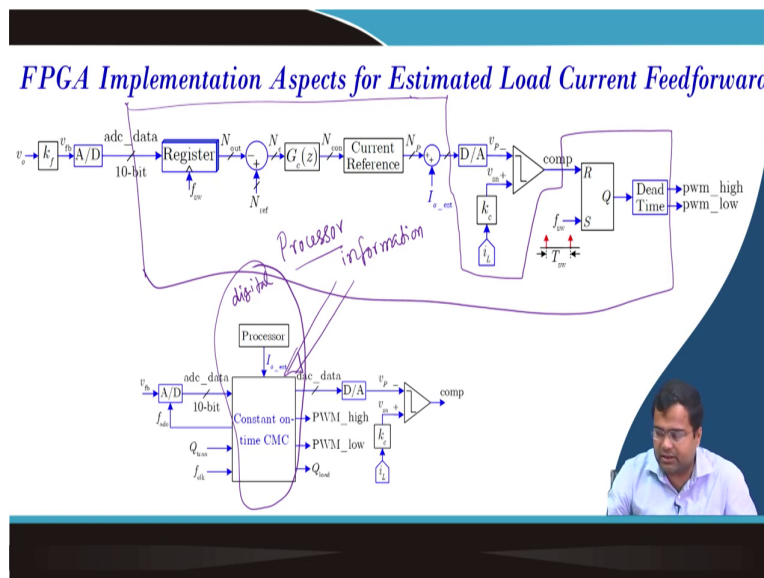 FPGA Implementation Aspects for Estimated Load Current Feedforward
v_o k_f v_fb A/D adc_data 10-bit Register f_sw N_out - + N_ref N_e G_c(z) N_con Current Reference N_p + + I_o_est D/A v_p - v_sn + k_c i_L comp R f_sw S Q T_sw Dead Time pwm_high pwm_low
Processor
information
digital
Processor
I_o_est
v_fb A/D adc_data 10-bit f_adc Constant on-time CMC dac_data D/A v_p - v_sn + comp
PWM_high
k_c
PWM_low
f_clk Q_load i_L